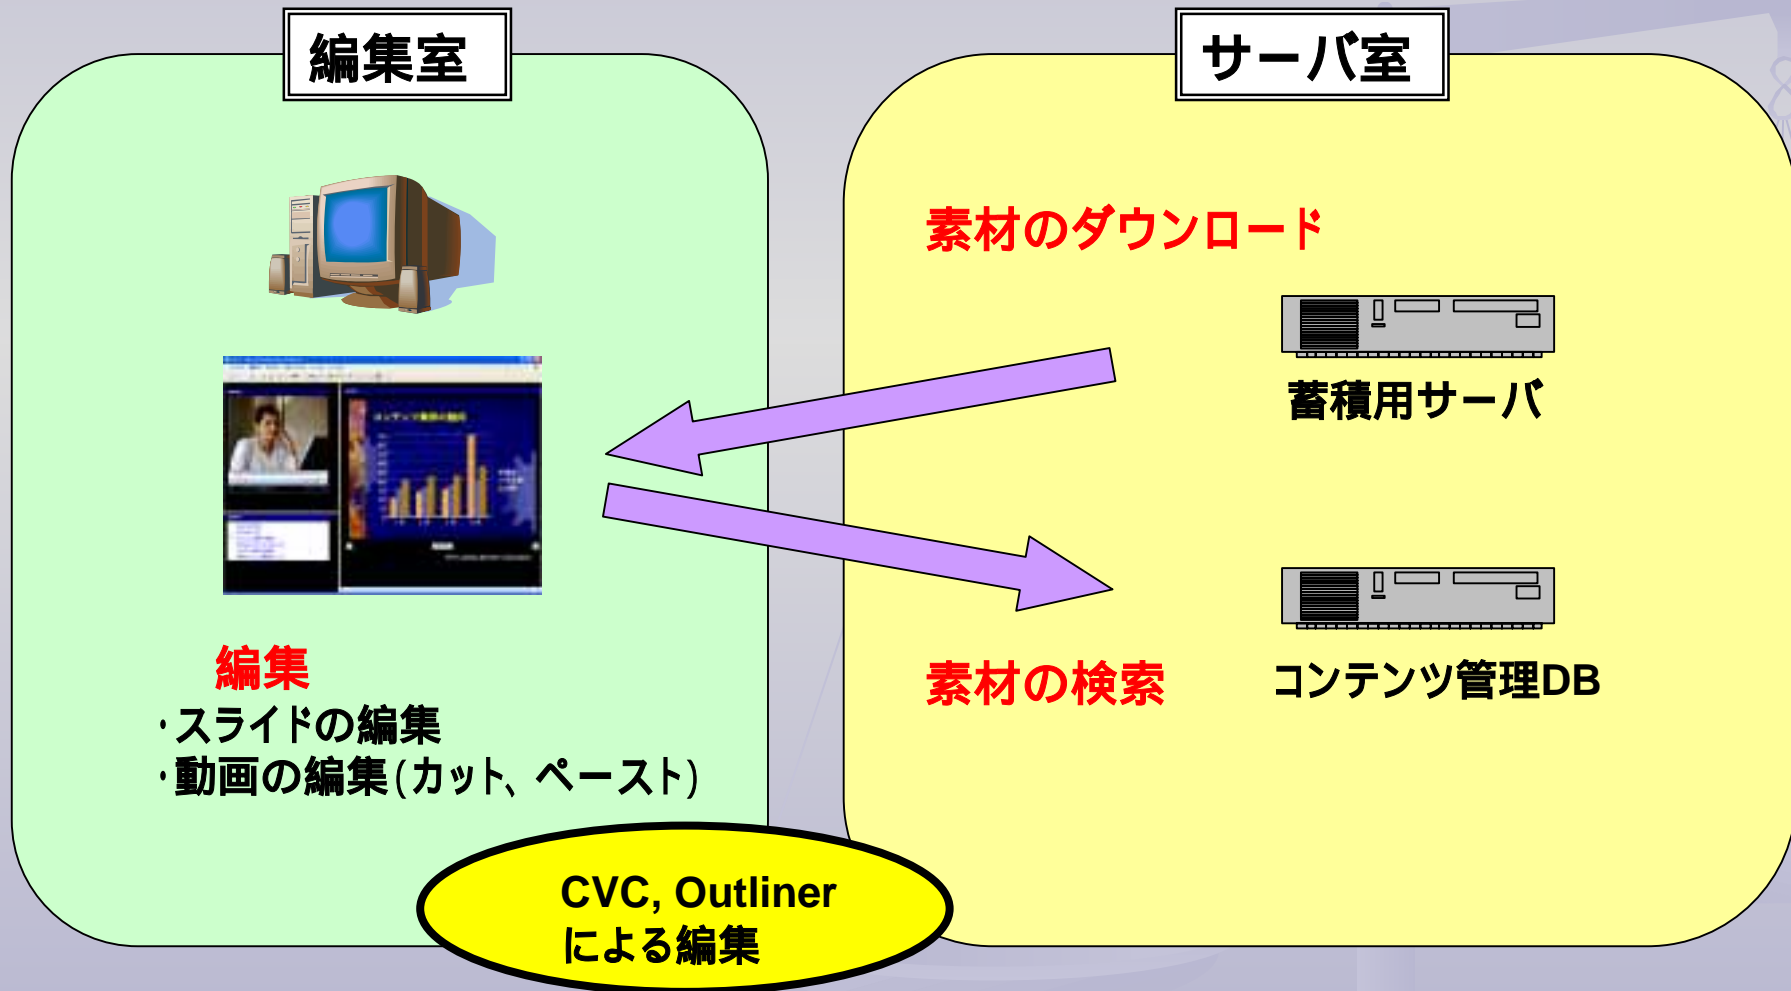 編集室
サーバ室
素材のダウンロード
蓄積用サーバ
編集
・スライドの編集
・動画の編集(カット、ペースト)
素材の検索
コンテンツ管理DB
CVC, Outliner
による編集